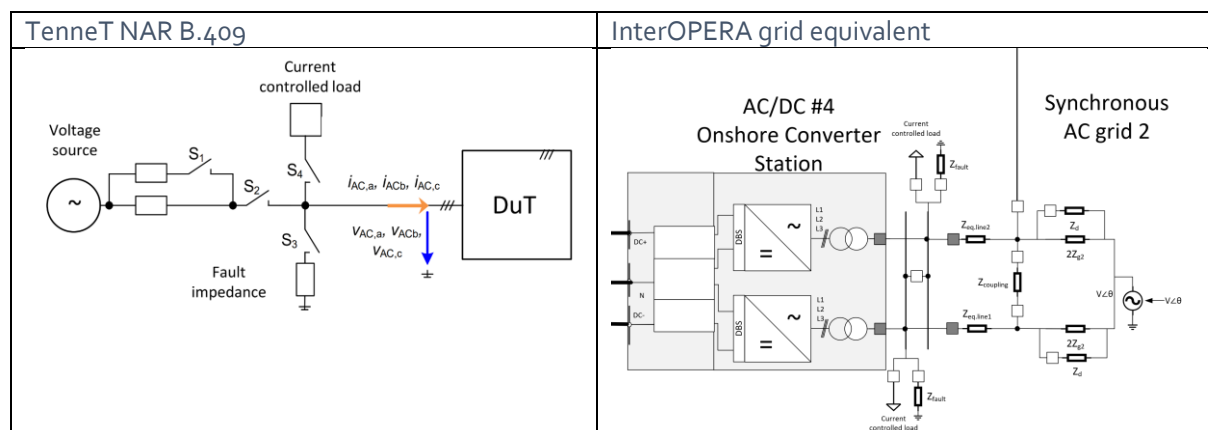 TenneT NAR B.409
InterOPERA grid equivalent
Current
controlled load
Voltage
source
~
S1
S2
S4
S3
iAC,a, iACb, iAC,c
vAC,a, vACb,
vAC,c
DuT
Fault
impedance
AC/DC #4
Onshore Converter
Station
Synchronous
AC grid 2
Current
controlled load
Zfault
DC+
N
DC-
DBS
~
=
L1
L2
L3
Zeq.line2
Zd
2Zg2
Zcoupling
V∠θ
V∠θ
DBS
~
=
L1
L2
L3
Zeq.line1
2Zg2
Zd
Zfault
Current
controlled load